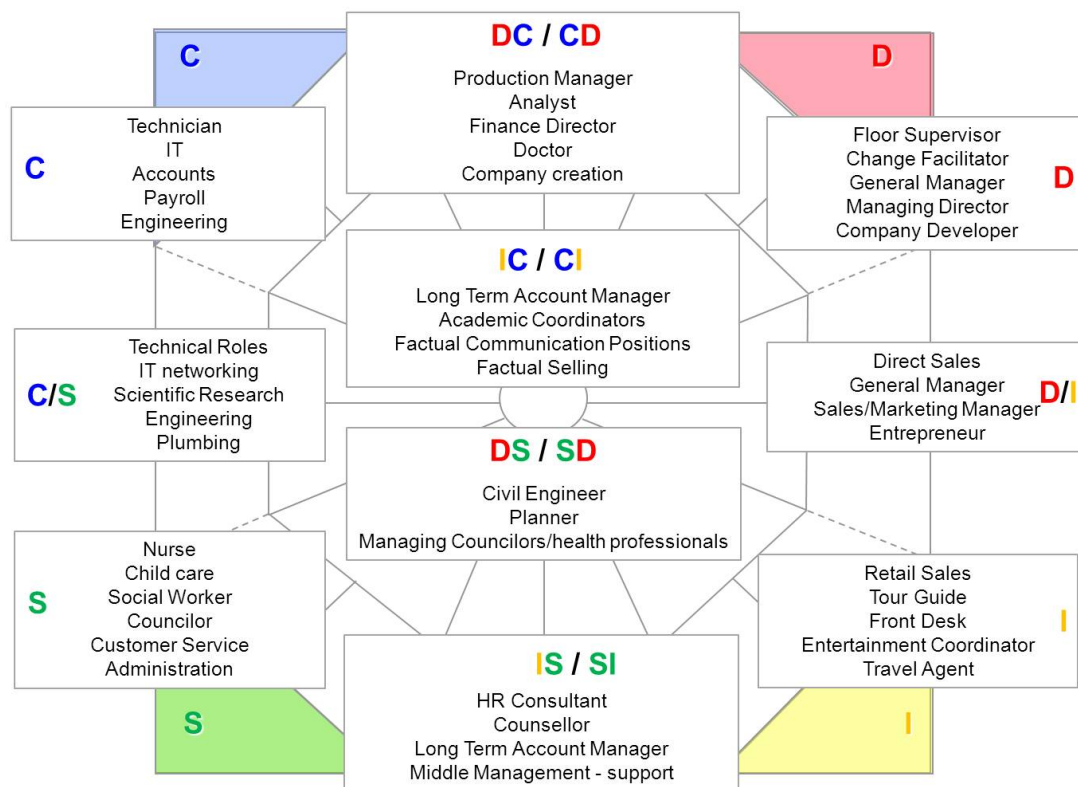 C
DC / CD
Production Manager
Analyst
Finance Director
Doctor
Company creation
D
C
Technician
IT
Accounts
Payroll
Engineering
Floor Supervisor
Change Facilitator
General Manager
Managing Director
Company Developer
D
IC / CI
Long Term Account Manager
Academic Coordinators
Factual Communication Positions
Factual Selling
C/S
Technical Roles
IT networking
Scientific Research
Engineering
Plumbing
Direct Sales
General Manager
Sales/Marketing Manager
Entrepreneur
D/I
DS / SD
Civil Engineer
Planner
Managing Councilors/health professionals
S
Nurse
Child care
Social Worker
Councilor
Customer Service
Administration
Retail Sales
Tour Guide
Front Desk
Entertainment Coordinator
Travel Agent
I
S
IS / SI
HR Consultant
Counsellor
Long Term Account Manager
Middle Management - support
I